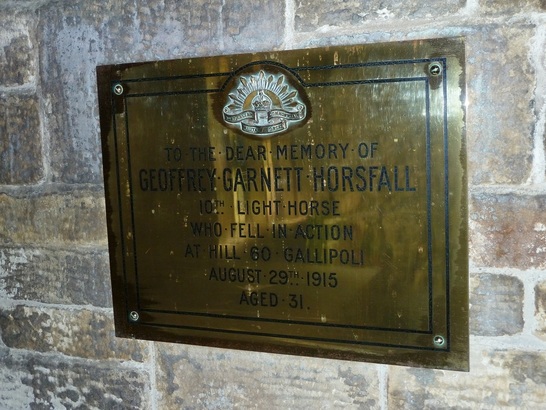 TO·THE·DEAR·MEMORY·OF
GEOFFREY·GARNETT·HORSFALL
10TH·LIGHT·HORSE
WHO·FELL·IN·ACTION
AT·HILL·60·GALLIPOLI
AUGUST·29TH·1915
AGED·31.